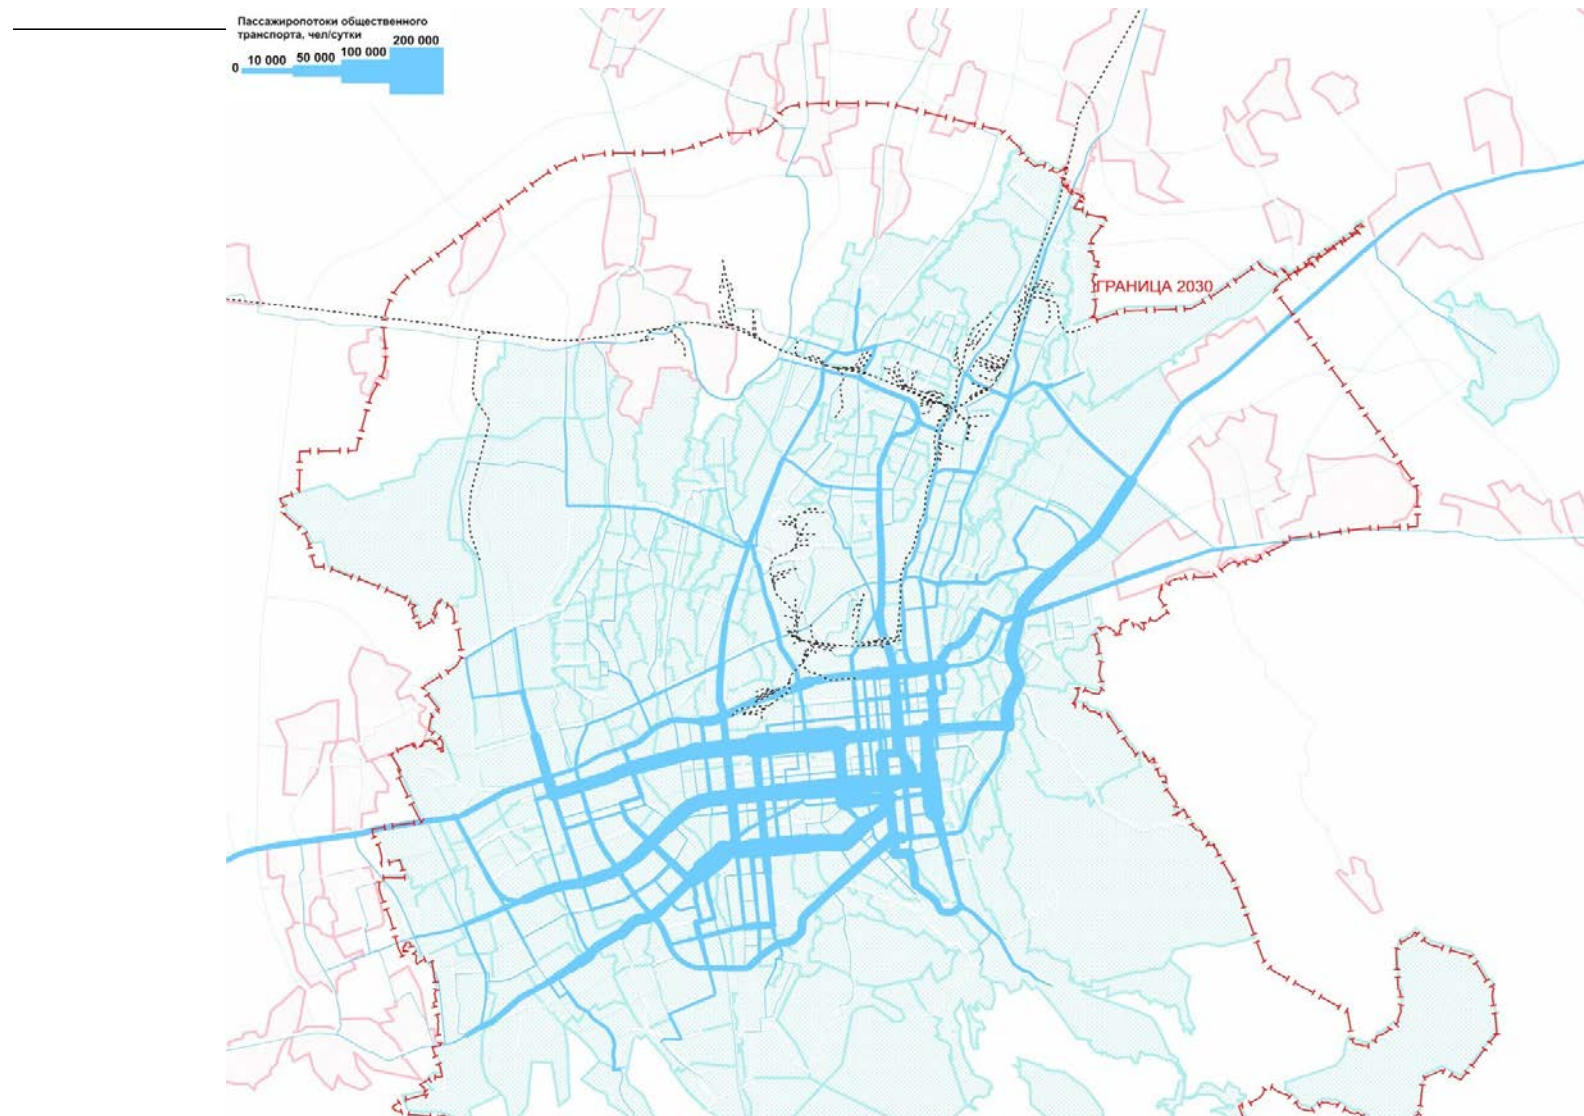 Пассажиропотоки общественного
транспорта, чел/сутки
0 10 000 50 000 100 000 200 000
ГРАНИЦА 2030